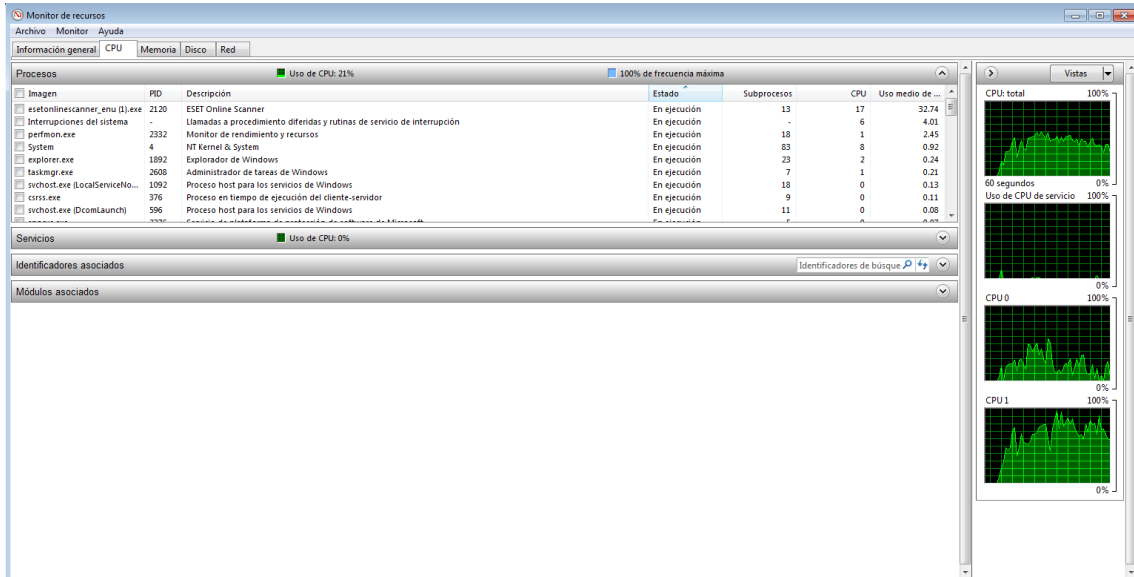 Monitor de recursos
Archivo Monitor Ayuda
Información general CPU Memoria Disco Red
Procesos Uso de CPU: 21% 100% de frecuencia máxima
Imagen PID Descripción Estado Subprocesos CPU Uso medio de ...
esetonlinescanner_enu (1).exe 2120 ESET Online Scanner En ejecución 13 17 32.74
Interrupciones del sistema - Llamadas a procedimiento diferidas y rutinas de servicio de interrupción En ejecución - 6 4.01
perfmon.exe 2332 Monitor de rendimiento y recursos En ejecución 18 1 2.45
System 4 NT Kernel & System En ejecución 83 8 0.92
explorer.exe 1892 Explorador de Windows En ejecución 23 2 0.24
taskmgr.exe 2608 Administrador de tareas de Windows En ejecución 7 1 0.21
svchost.exe (LocalServiceNo... 1092 Proceso host para los servicios de Windows En ejecución 18 0 0.13
csrss.exe 376 Proceso en tiempo de ejecución del cliente-servidor En ejecución 9 0 0.11
svchost.exe (DcomLaunch) 596 Proceso host para los servicios de Windows En ejecución 11 0 0.08
Servicios Uso de CPU: 0%
Identificadores asociados Identificadores de búsque
Módulos asociados
Vistas
CPU: total 100%
60 segundos 0%
Uso de CPU de servicio 100%
0%
CPU 0 100%
0%
CPU 1 100%
0%